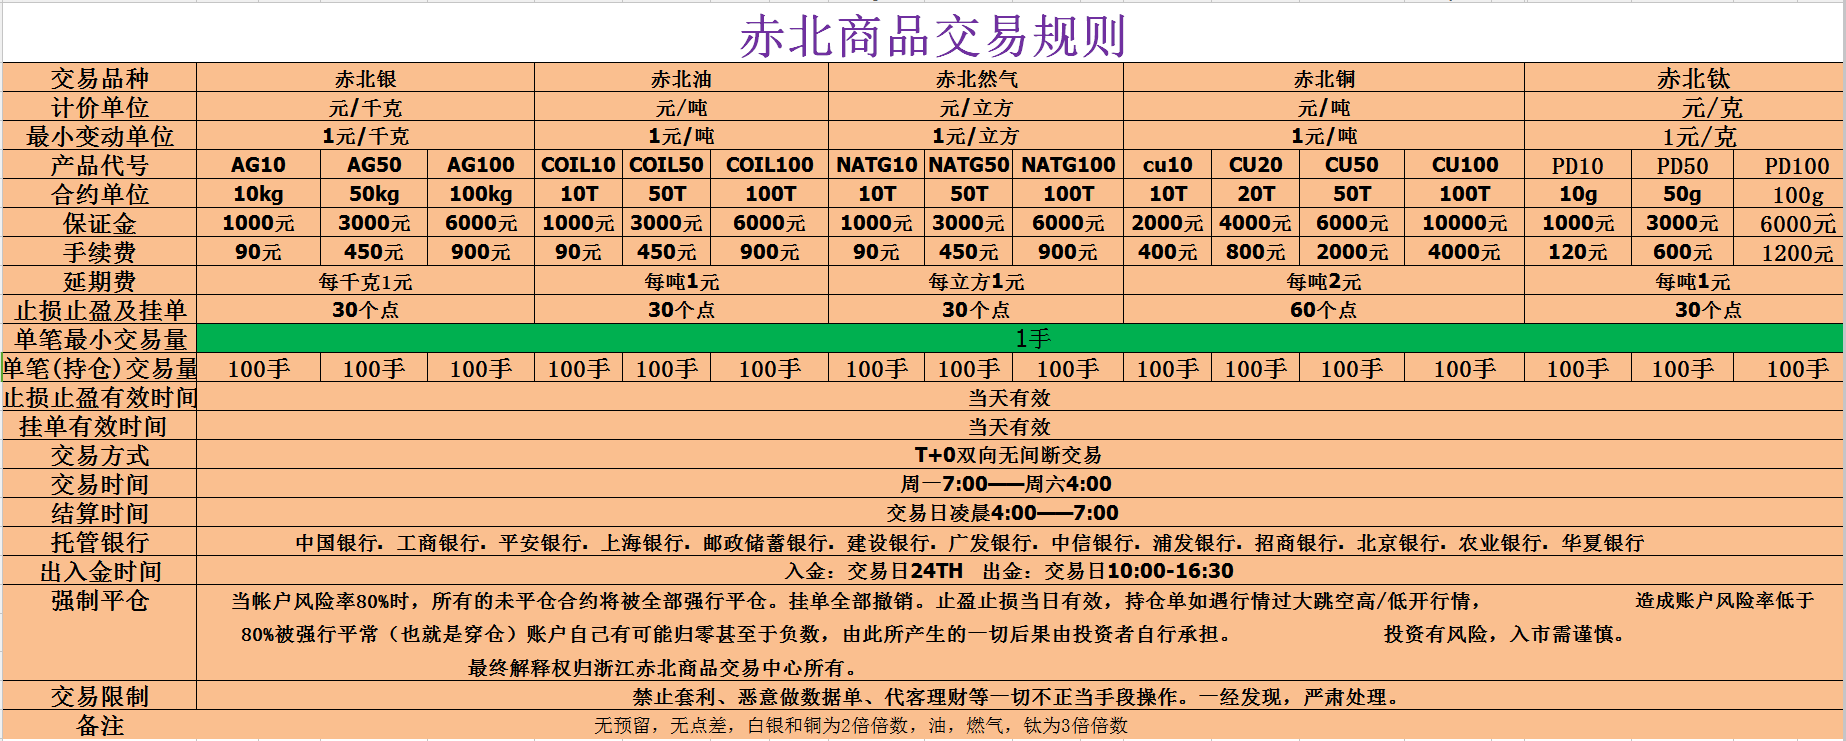 赤北商品交易规则
交易品种 赤北银 赤北油 赤北然气 赤北铜 赤北钛
计价单位 元/千克 元/吨 元/立方 元/吨 元/克
最小变动单位 1元/千克 1元/吨 1元/立方 1元/吨 1元/克
产品代号 AG10 AG50 AG100 COIL10 COIL50 COIL100 NATG10 NATG50 NATG100 cu10 CU20 CU50 CU100 PD10 PD50 PD100
合约单位 10kg 50kg 100kg 10T 50T 100T 10T 50T 100T 10T 20T 50T 100T 10g 50g 100g
保证金 1000元 3000元 6000元 1000元 3000元 6000元 1000元 3000元 6000元 2000元 4000元 6000元 10000元 1000元 3000元 6000元
手续费 90元 450元 900元 90元 450元 900元 90元 450元 900元 400元 800元 2000元 4000元 120元 600元 1200元
延期费 每千克1元 每吨1元 每立方1元 每吨2元 每吨1元
止损止盈及挂单 30个点 30个点 30个点 60个点 30个点
单笔最小交易量 1手
单笔(持仓)交易量 100手 100手 100手 100手 100手 100手 100手 100手 100手 100手 100手 100手 100手 100手 100手 100手
止损止盈有效时间 当天有效
挂单有效时间 当天有效
交易方式 T+0双向无间断交易
交易时间 周一7:00——周六4:00
结算时间 交易日凌晨4:00——7:00
托管银行 中国银行. 工商银行. 平安银行. 上海银行. 邮政储蓄银行. 建设银行. 广发银行. 中信银行. 浦发银行. 招商银行. 北京银行. 农业银行. 华夏银行
出入金时间 入金：交易日24TH 出金：交易日10:00-16:30
强制平仓 当帐户风险率80%时，所有的未平仓合约将被全部强行平仓。挂单全部撤销。止盈止损当日有效，持仓单如遇行情过大跳空高/低开行情， 造成账户风险率低于
80%被强行平常（也就是穿仓）账户自己有可能归零甚至于负数，由此所产生的一切后果由投资者自行承担。 投资有风险，入市需谨慎。
最终解释权归浙江赤北商品交易中心所有。
交易限制 禁止套利、恶意做数据单、代客理财等一切不正当手段操作。一经发现，严肃处理。
备注 无预留，无点差，白银和铜为2倍倍数，油，燃气，钛为3倍倍数